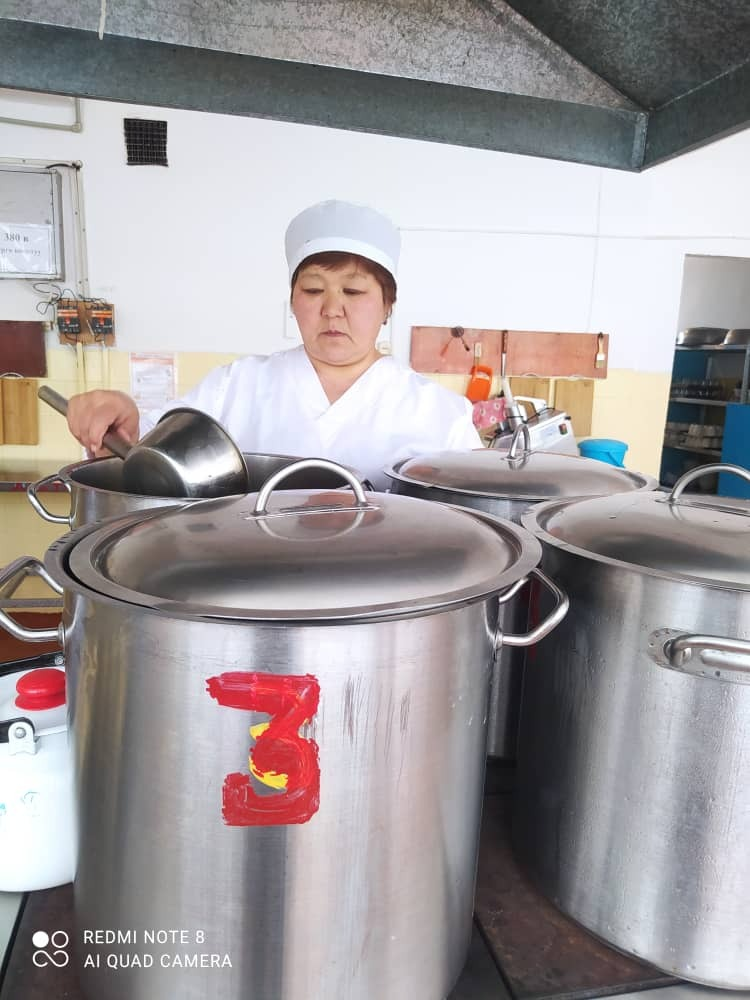 380 в
3
REDMI NOTE 8
AI QUAD CAMERA